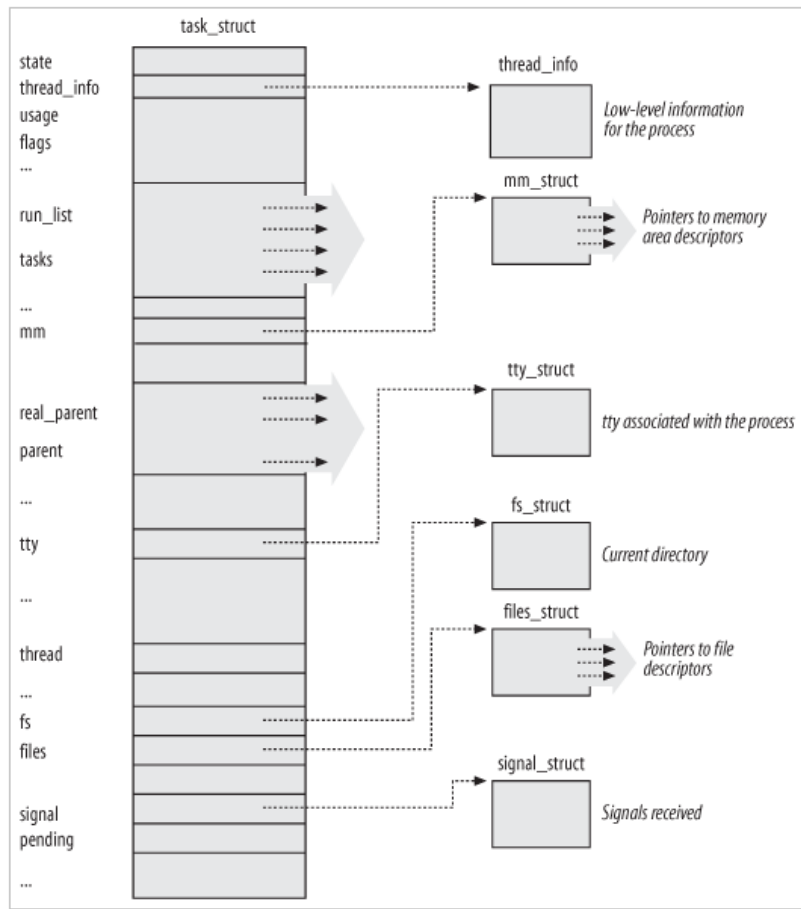 task_struct
state
thread_info
usage
flags
...
run_list
tasks
...
mm
real_parent
parent
...
tty
...
thread
...
fs
files
signal
pending
...
thread_info
Low-level information
for the process
mm_struct
Pointers to memory
area descriptors
tty_struct
tty associated with the process
fs_struct
Current directory
files_struct
Pointers to file
descriptors
signal_struct
Signals received